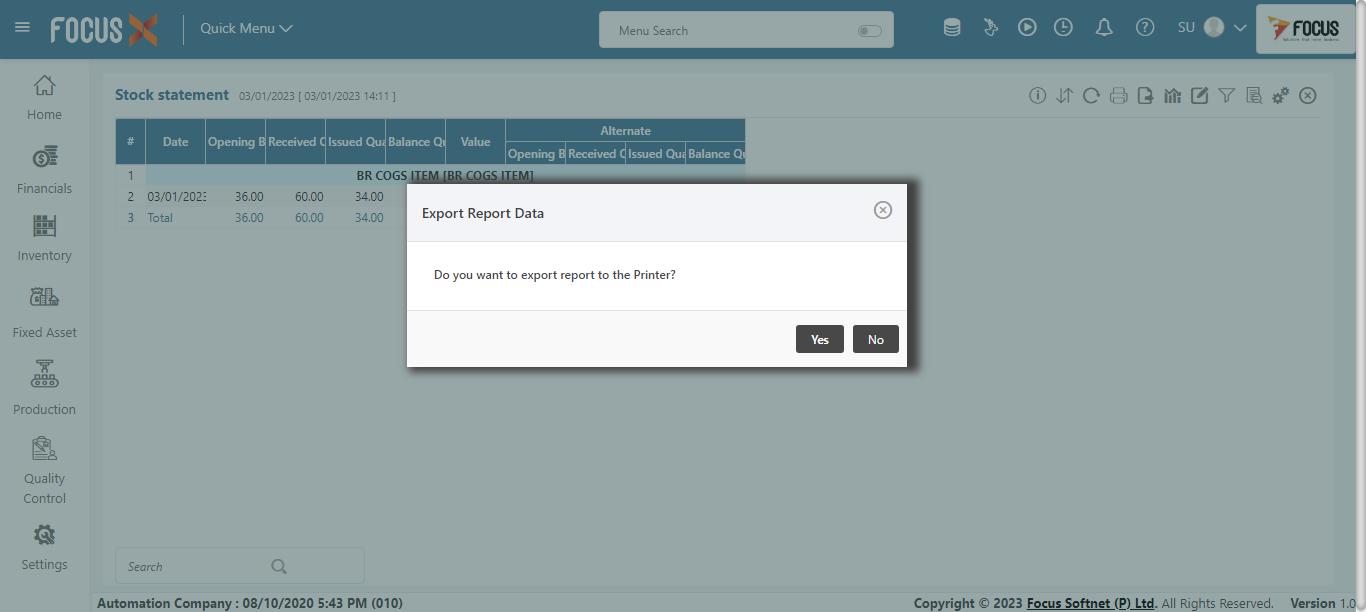 FOCUS X
Quick Menu
Menu Search
SU
FOCUS
Home
Financials
Inventory
Fixed Asset
Production
Quality
Control
Settings
Stock statement 03/01/2023 [ 03/01/2023 14:11 ]
# Date Opening B Received Q Issued Qua Balance Qu Value Alternate
Opening B Received Q Issued Qua Balance Qu
1 BR COGS ITEM [BR COGS ITEM]
2 03/01/2023 36.00 60.00 34.00
3 Total 36.00 60.00 34.00
Export Report Data
Do you want to export report to the Printer?
Yes No
Search
Automation Company : 08/10/2020 5:43 PM (010)
Copyright © 2023 Focus Softnet (P) Ltd. All Rights Reserved. Version 1.0